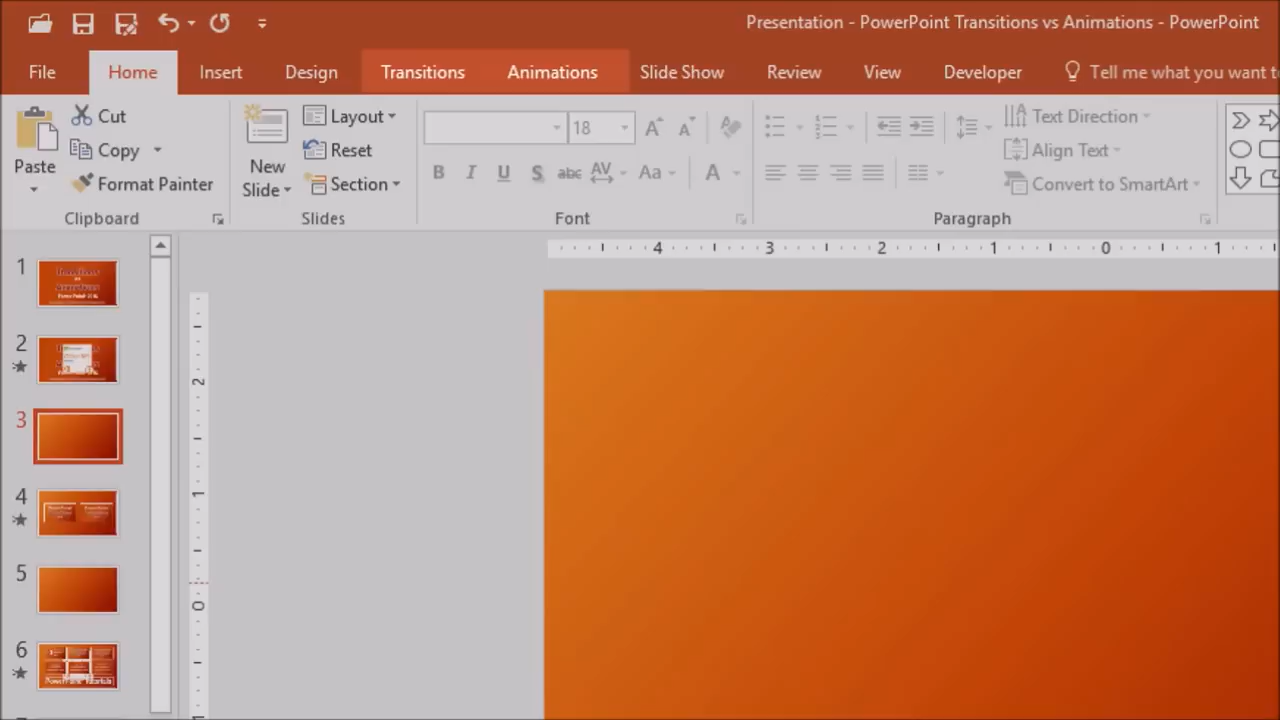 Presentation - PowerPoint Transitions vs Animations - PowerPoint
File Home Insert Design Transitions Animations Slide Show Review View Developer Tell me what you want
Cut Layout 18 Text Direction
Copy Reset Align Text
Paste New Slide Format Painter Section B I U S abc AV Aa A Convert to SmartArt
Clipboard Slides Font Paragraph
4 3 2 1 0 1
1
2
3
4
5
6
2
1
0
1